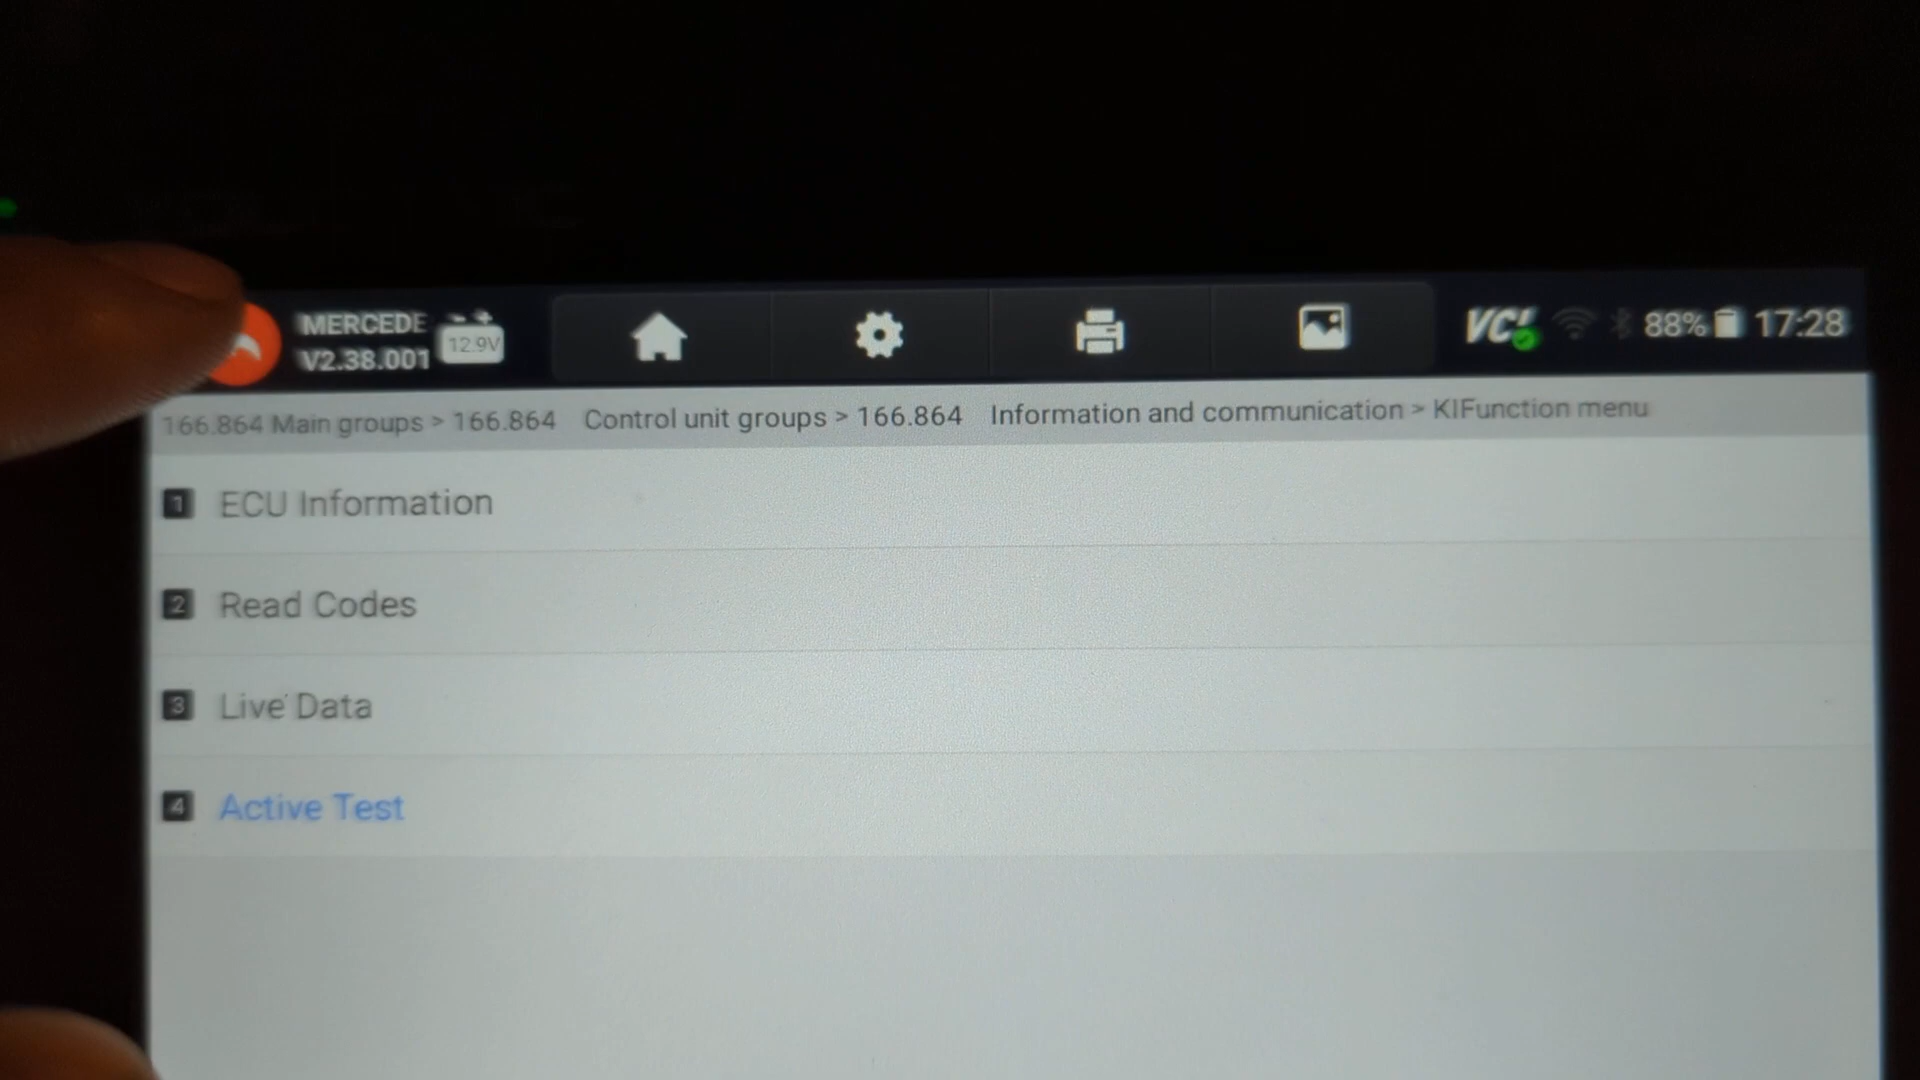 MERCEDE
V2.38.001
12.9V
VCI
88%
17:28
166.864 Main groups > 166.864 Control unit groups > 166.864 Information and communication > KIFunction menu
1 ECU Information
2 Read Codes
3 Live Data
4 Active Test